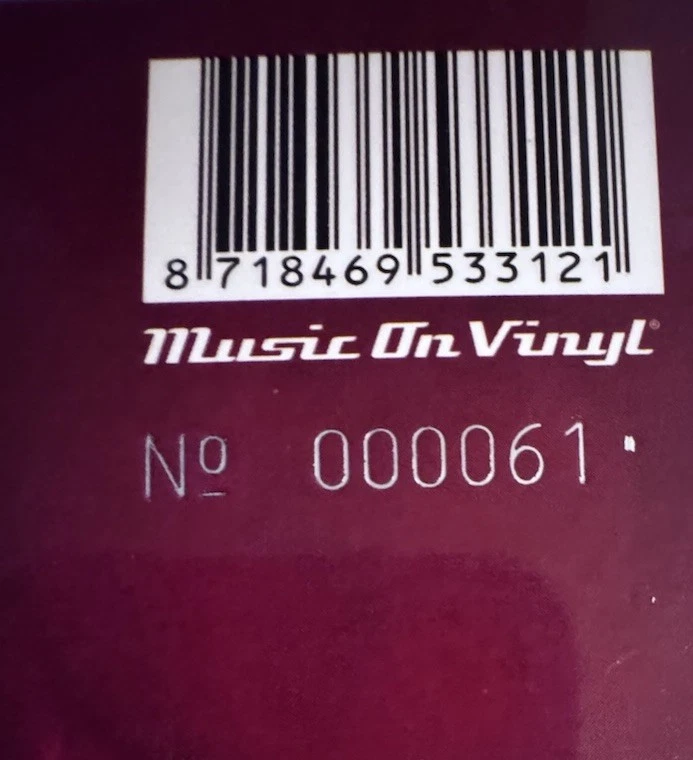 8 718469 533121
Music On Vinyl®
Nº 000061